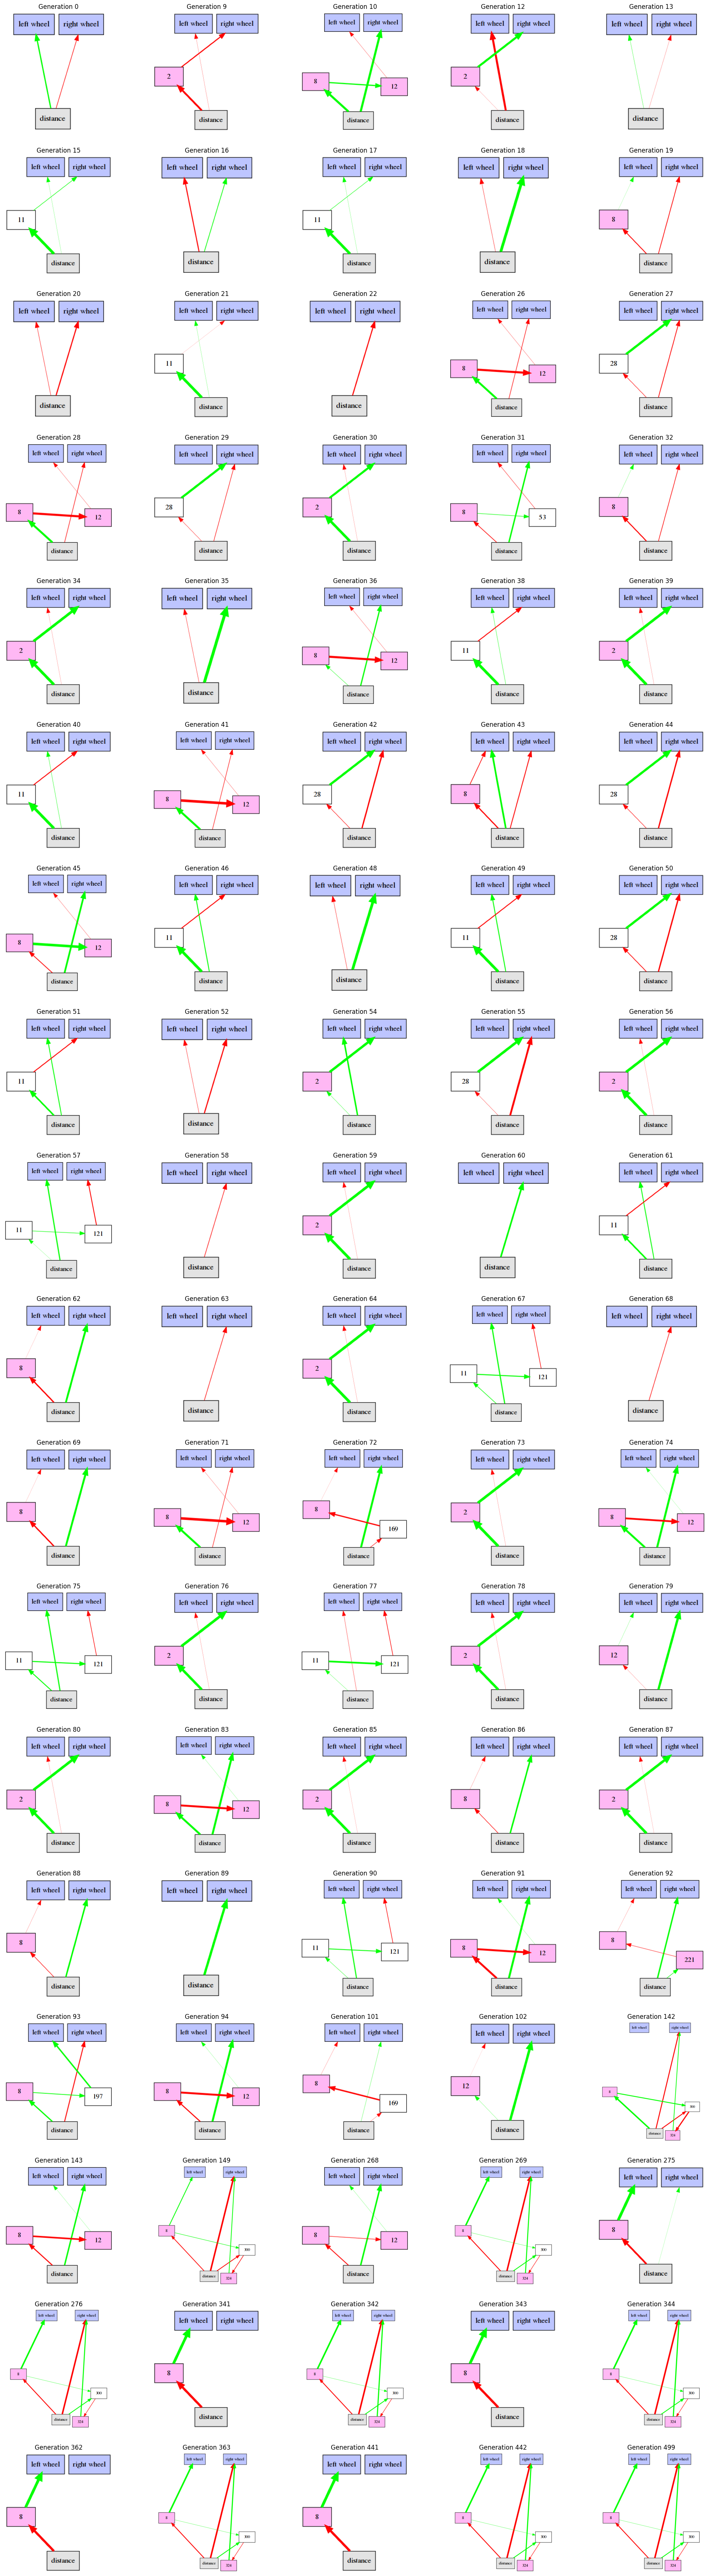 Generation 0 Generation 9 Generation 10 Generation 12 Generation 13
left wheel right wheel left wheel right wheel left wheel right wheel left wheel right wheel left wheel right wheel
2 8 12 2
distance distance distance distance distance
Generation 15 Generation 16 Generation 17 Generation 18 Generation 19
left wheel right wheel left wheel right wheel left wheel right wheel left wheel right wheel left wheel right wheel
11 11 8
distance distance distance distance distance
Generation 20 Generation 21 Generation 22 Generation 26 Generation 27
left wheel right wheel left wheel right wheel left wheel right wheel left wheel right wheel left wheel right wheel
11 8 12 28
distance distance distance distance distance
Generation 28 Generation 29 Generation 30 Generation 31 Generation 32
left wheel right wheel left wheel right wheel left wheel right wheel left wheel right wheel left wheel right wheel
8 12 28 2 8 53 8
distance distance distance distance distance
Generation 34 Generation 35 Generation 36 Generation 38 Generation 39
left wheel right wheel left wheel right wheel left wheel right wheel left wheel right wheel left wheel right wheel
2 8 12 11 2
distance distance distance distance distance
Generation 40 Generation 41 Generation 42 Generation 43 Generation 44
left wheel right wheel left wheel right wheel left wheel right wheel left wheel right wheel left wheel right wheel
11 8 12 28 8 28
distance distance distance distance distance
Generation 45 Generation 46 Generation 48 Generation 49 Generation 50
left wheel right wheel left wheel right wheel left wheel right wheel left wheel right wheel left wheel right wheel
8 12 11 11 28
distance distance distance distance distance
Generation 51 Generation 52 Generation 54 Generation 55 Generation 56
left wheel right wheel left wheel right wheel left wheel right wheel left wheel right wheel left wheel right wheel
11 2 28 2
distance distance distance distance distance
Generation 57 Generation 58 Generation 59 Generation 60 Generation 61
left wheel right wheel left wheel right wheel left wheel right wheel left wheel right wheel left wheel right wheel
11 121 2 11
distance distance distance distance distance
Generation 62 Generation 63 Generation 64 Generation 67 Generation 68
left wheel right wheel left wheel right wheel left wheel right wheel left wheel right wheel left wheel right wheel
8 2 11 121
distance distance distance distance distance
Generation 69 Generation 71 Generation 72 Generation 73 Generation 74
left wheel right wheel left wheel right wheel left wheel right wheel left wheel right wheel left wheel right wheel
8 8 12 8 169 2 8 12
distance distance distance distance distance
Generation 75 Generation 76 Generation 77 Generation 78 Generation 79
left wheel right wheel left wheel right wheel left wheel right wheel left wheel right wheel left wheel right wheel
11 121 2 11 121 2 12
distance distance distance distance distance
Generation 80 Generation 83 Generation 85 Generation 86 Generation 87
left wheel right wheel left wheel right wheel left wheel right wheel left wheel right wheel left wheel right wheel
2 8 12 2 8 2
distance distance distance distance distance
Generation 88 Generation 89 Generation 90 Generation 91 Generation 92
left wheel right wheel left wheel right wheel left wheel right wheel left wheel right wheel left wheel right wheel
8 11 121 8 12 8 221
distance distance distance distance distance
Generation 93 Generation 94 Generation 101 Generation 102 Generation 142
left wheel right wheel left wheel right wheel left wheel right wheel left wheel right wheel left wheel right wheel
8 197 8 12 8 169 12 8
distance distance distance distance distance 324
Generation 143 Generation 149 Generation 268 Generation 269 Generation 275
left wheel right wheel left wheel right wheel left wheel right wheel left wheel right wheel left wheel right wheel
8 12 8 8 12 8 8
distance distance 324 distance distance 324 distance
Generation 276 Generation 341 Generation 342 Generation 343 Generation 344
left wheel right wheel left wheel right wheel left wheel right wheel left wheel right wheel left wheel right wheel
8 8 8 8 8
distance 324 distance distance 324 distance distance 324
Generation 362 Generation 363 Generation 441 Generation 442 Generation 499
left wheel right wheel left wheel right wheel left wheel right wheel left wheel right wheel left wheel right wheel
8 8 8 8 8
distance distance 324 distance distance 324 distance 324